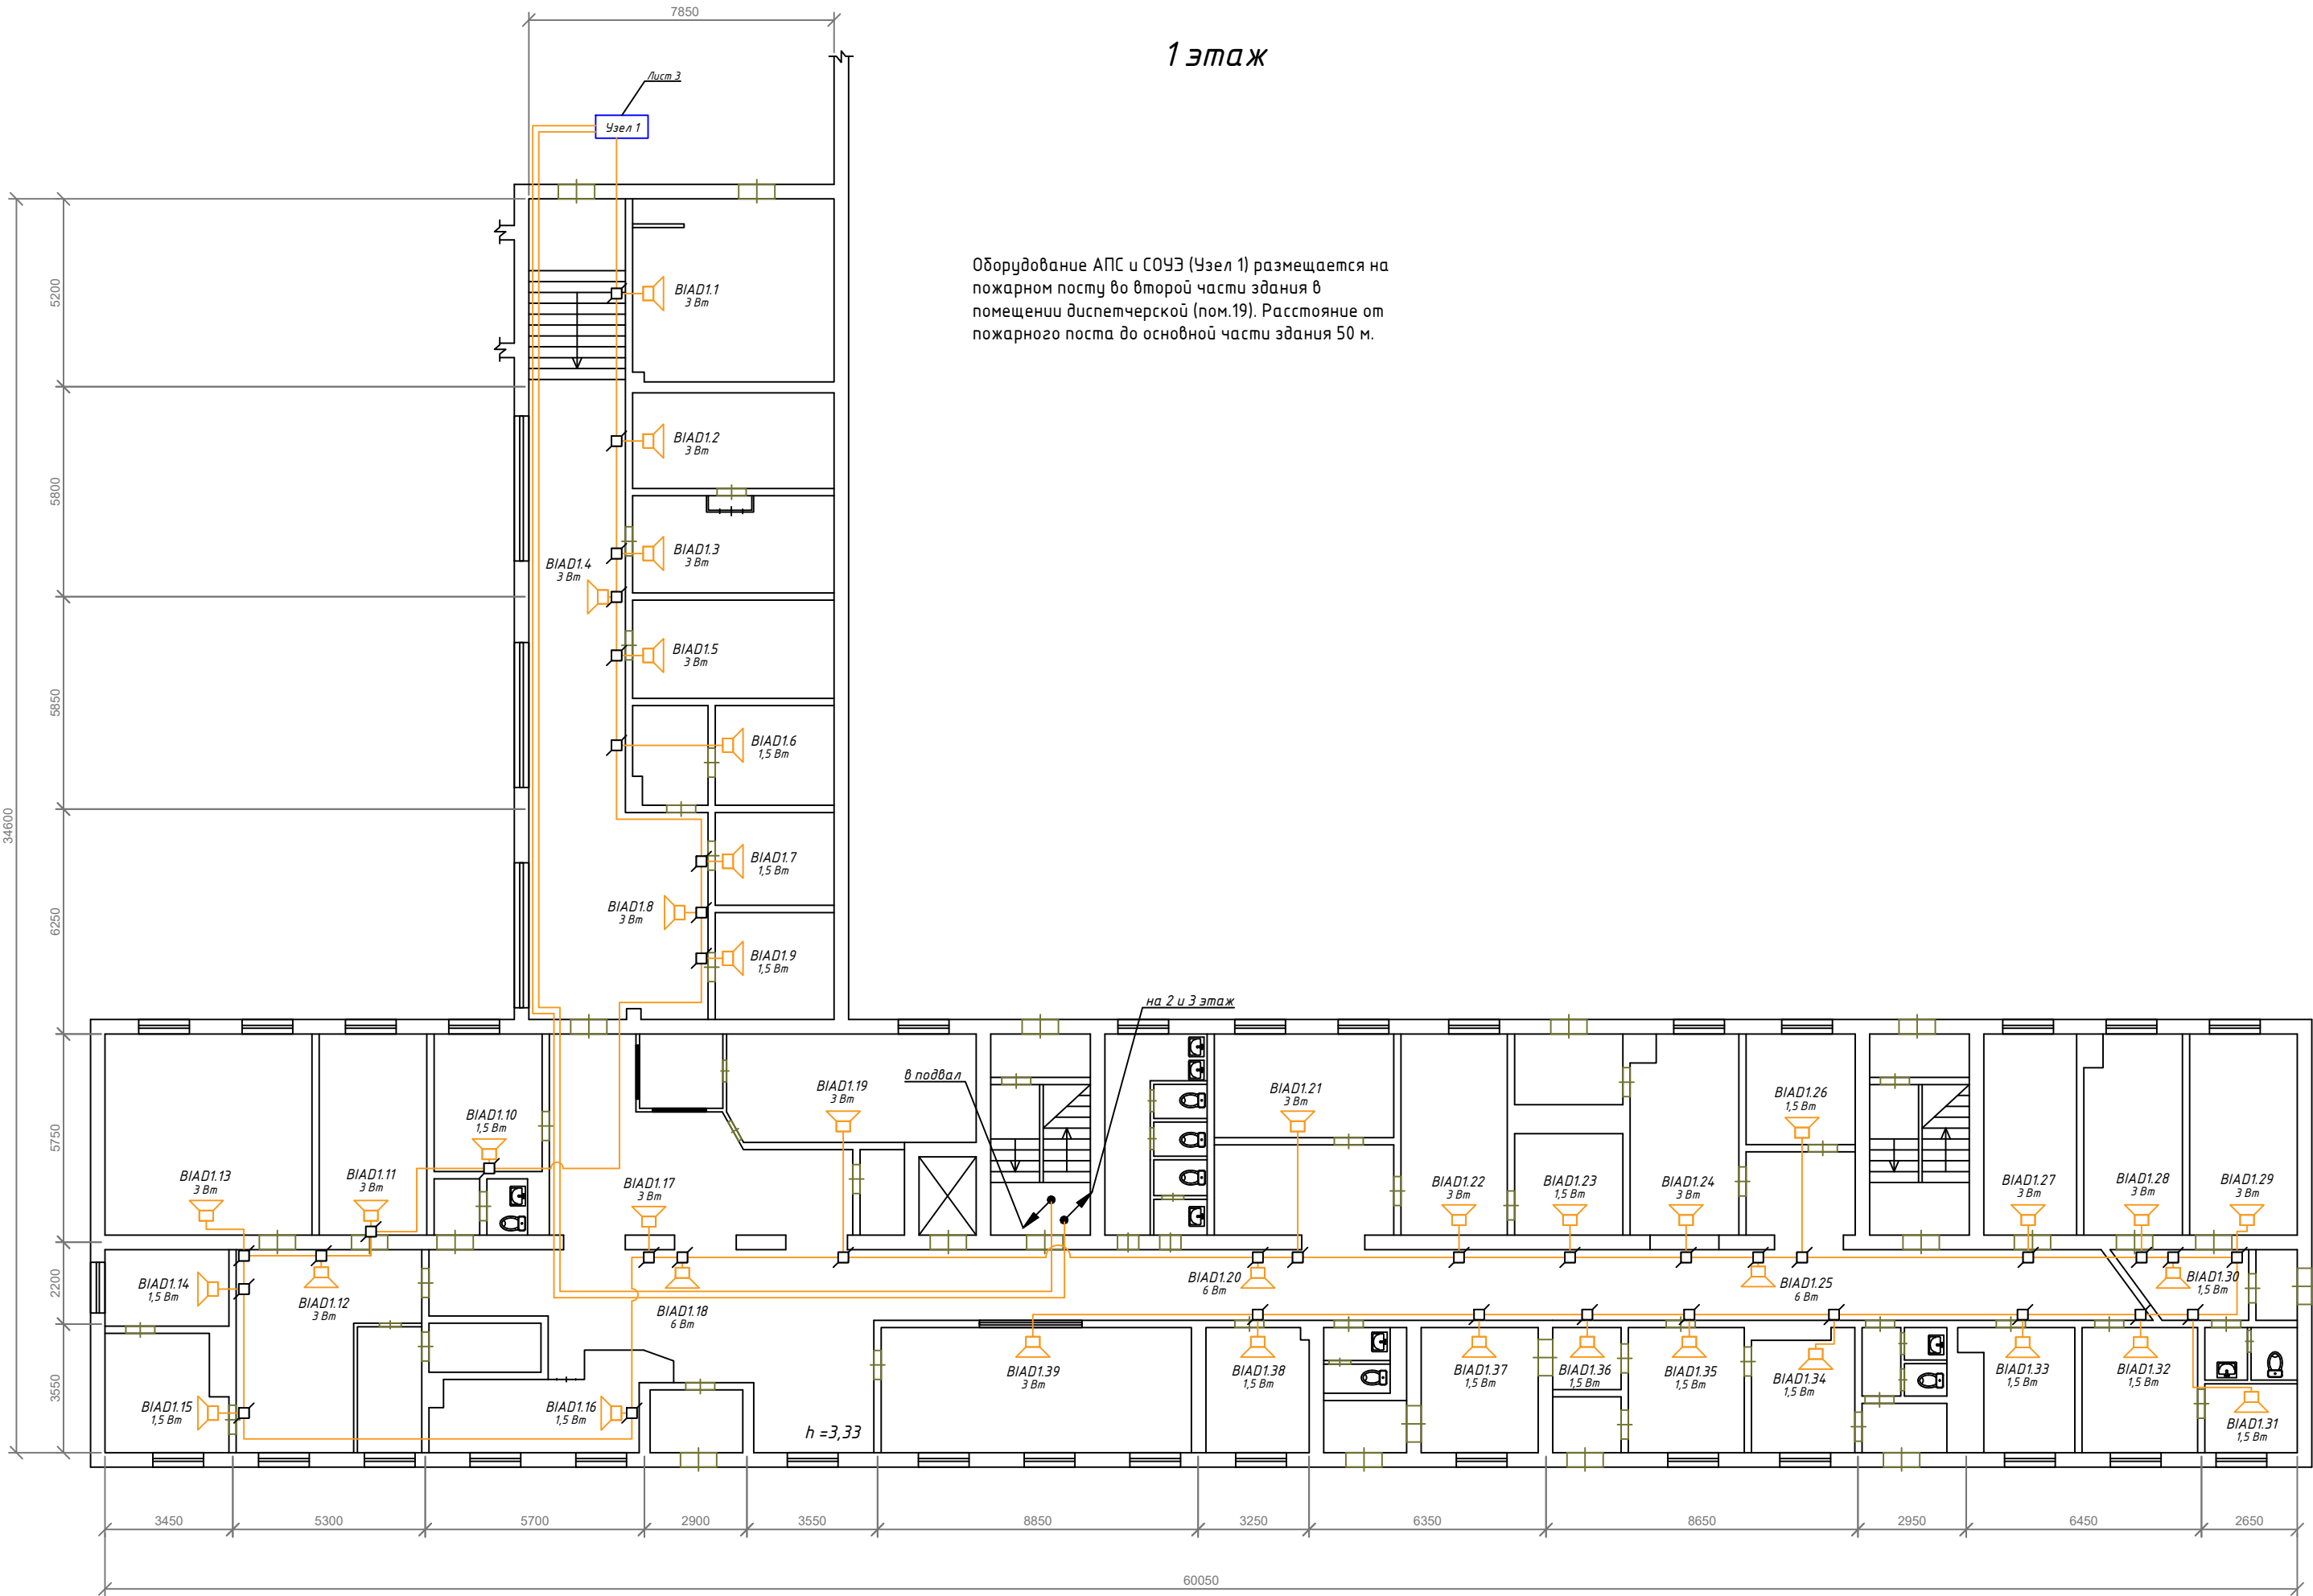 7850
1 этаж
Лист 3
Узел 1
Оборудование АПС и СОУЭ (Узел 1) размещается на
пожарном посту во второй части здания в
помещении диспетчерской (пом.19). Расстояние от
пожарного поста до основной части здания 50 м.
5200
5800
5850
6250
34600
5750
2200
3550
BIAD1.1
3 Вт
BIAD1.2
3 Вт
BIAD1.3
3 Вт
BIAD1.4
3 Вт
BIAD1.5
3 Вт
BIAD1.6
1,5 Вт
BIAD1.7
1,5 Вт
BIAD1.8
3 Вт
BIAD1.9
1,5 Вт
на 2 и 3 этаж
в подвал
BIAD1.10
1,5 Вт
BIAD1.11
3 Вт
BIAD1.12
3 Вт
BIAD1.13
3 Вт
BIAD1.14
1,5 Вт
BIAD1.15
1,5 Вт
BIAD1.16
1,5 Вт
BIAD1.17
3 Вт
BIAD1.18
6 Вт
BIAD1.19
3 Вт
BIAD1.20
6 Вт
BIAD1.21
3 Вт
BIAD1.22
3 Вт
BIAD1.23
1,5 Вт
BIAD1.24
3 Вт
BIAD1.25
6 Вт
BIAD1.26
1,5 Вт
BIAD1.27
3 Вт
BIAD1.28
3 Вт
BIAD1.29
3 Вт
BIAD1.30
1,5 Вт
BIAD1.31
1,5 Вт
BIAD1.32
1,5 Вт
BIAD1.33
1,5 Вт
BIAD1.34
1,5 Вт
BIAD1.35
1,5 Вт
BIAD1.36
1,5 Вт
BIAD1.37
1,5 Вт
BIAD1.38
1,5 Вт
BIAD1.39
3 Вт
h =3,33
3450
5300
5700
2900
3550
8850
3250
6350
8650
2950
6450
2650
60050